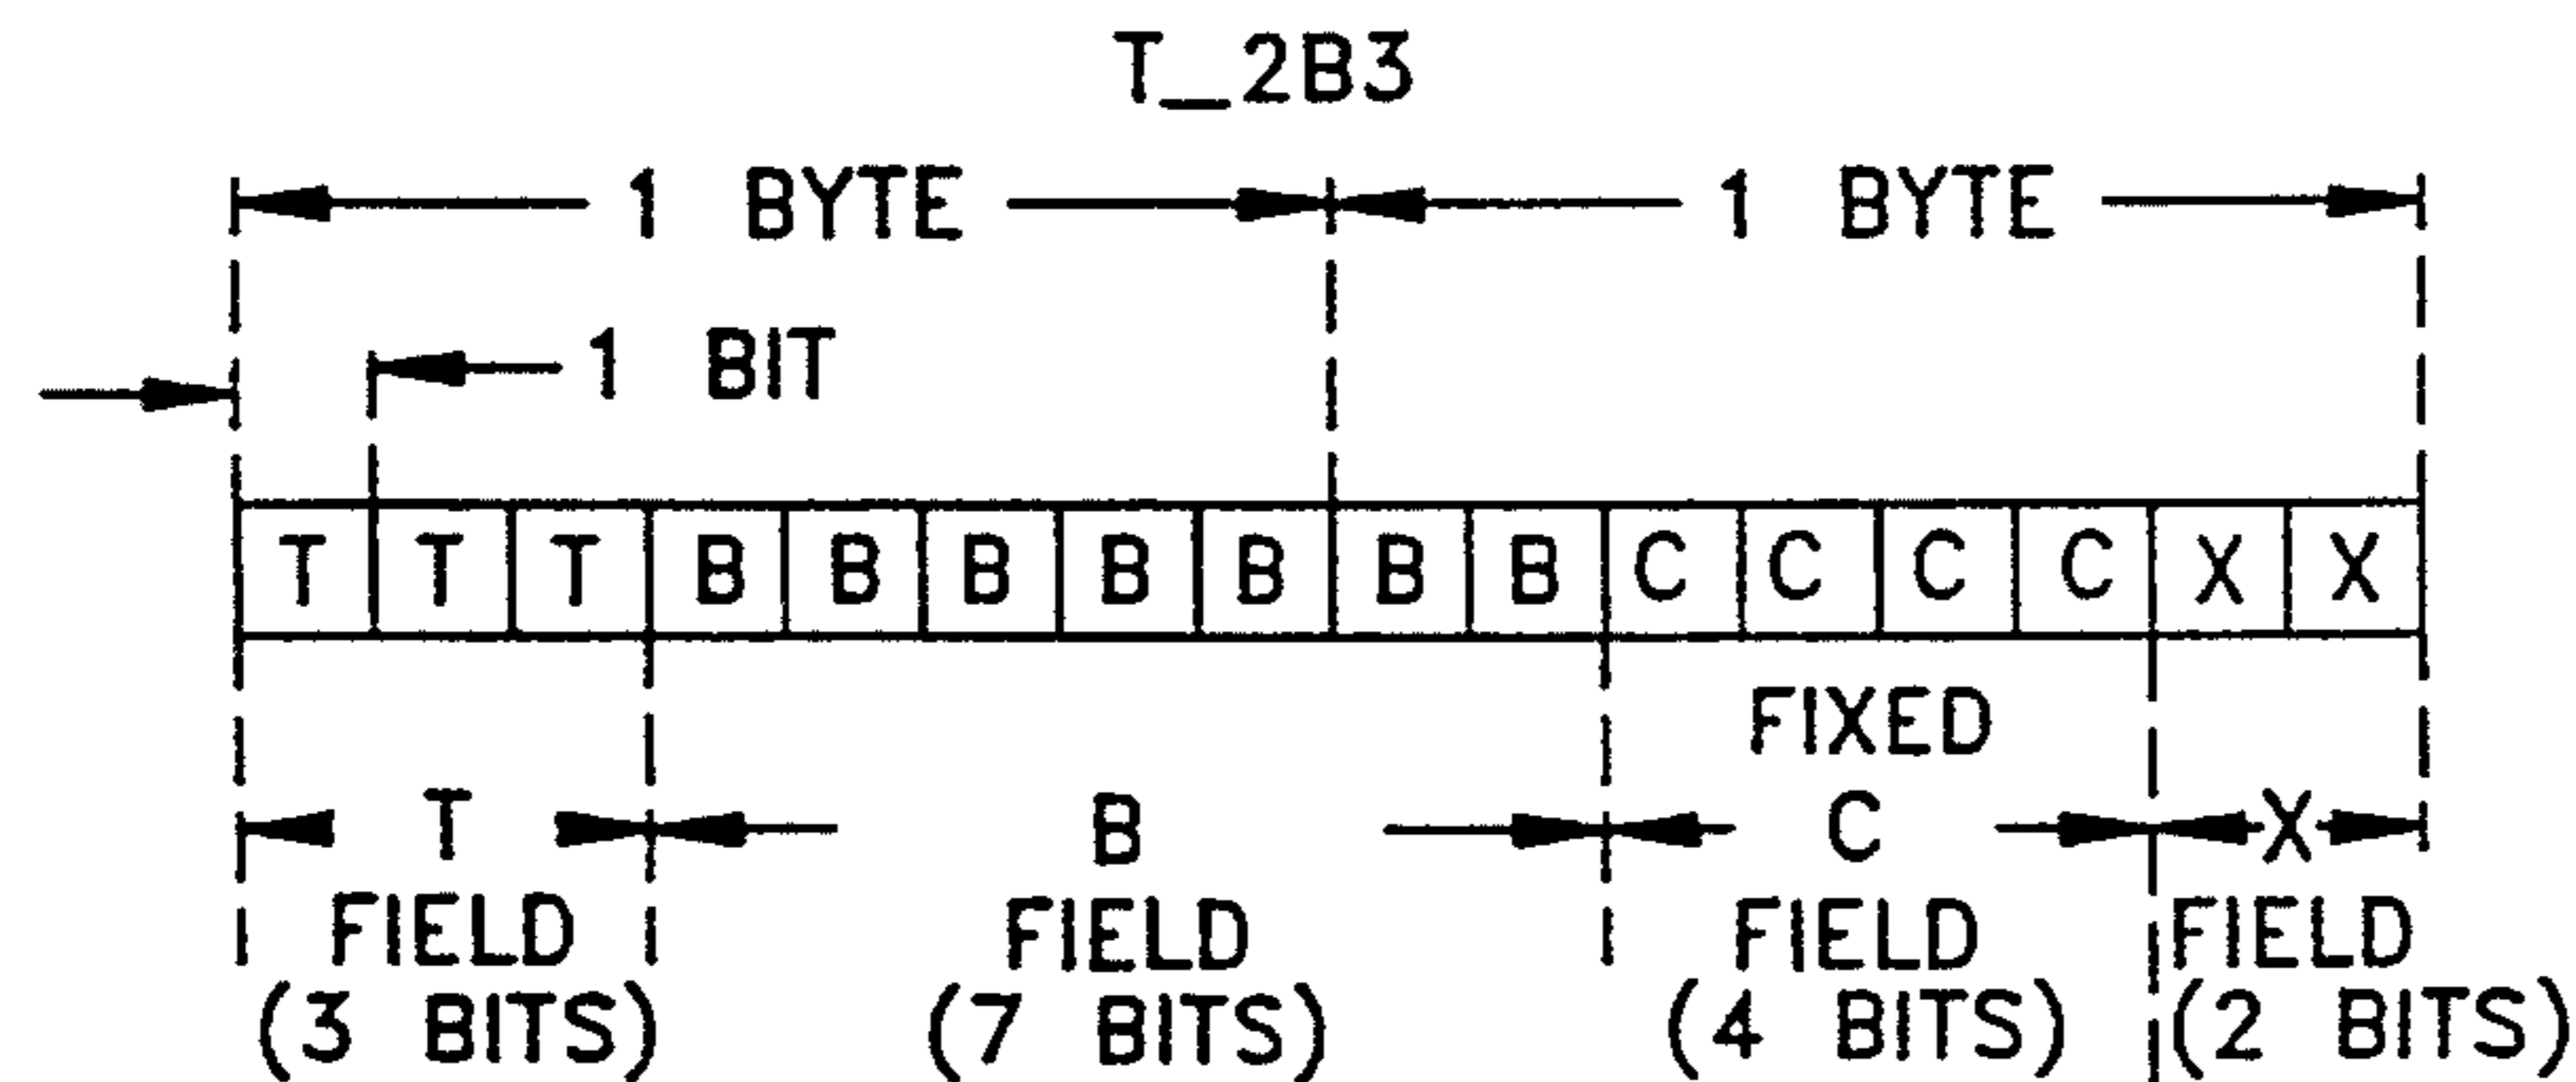 T_2B3
1 BYTE 1 BYTE
1 BIT
T T T B B B B B B B C C C C X X
FIXED
T B C X
FIELD FIELD FIELD FIELD
(3 BITS) (7 BITS) (4 BITS) (2 BITS)